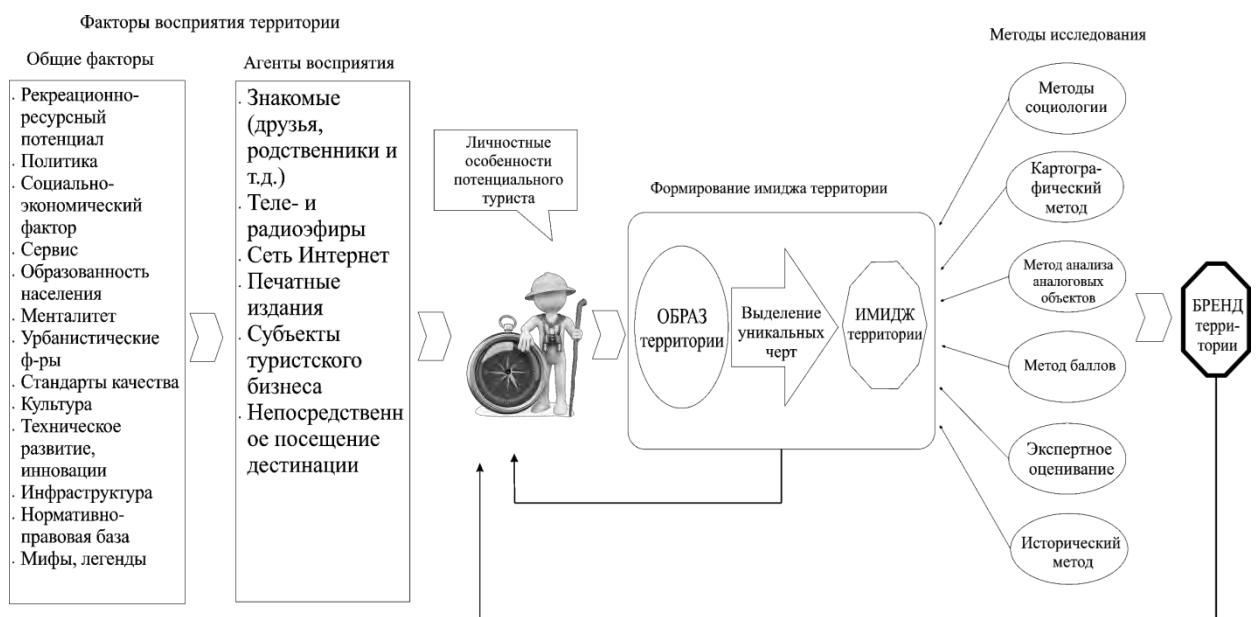 Факторы восприятия территории
Общие факторы
. Рекреационно-
ресурсный
потенциал
. Политика
. Социально-
экономический
фактор
. Сервис
. Образованность
населения
. Менталитет
. Урбанистические
ф-ры
. Стандарты качества
. Культура
. Техническое
развитие,
инновации
. Инфраструктура
. Нормативно-
правовая база
. Мифы, легенды
Агенты восприятия
. Знакомые
(друзья,
родственники и
т.д.)
. Теле- и
радиоэфиры
. Сеть Интернет
. Печатные
издания
. Субъекты
туристского
бизнеса
. Непосредственн
ое посещение
дестинации
Личностные
особенности
потенциального
туриста
Формирование имиджа территории
ОБРАЗ
территории
Выделение
уникальных
черт
ИМИДЖ
территории
Методы исследования
Методы
социологии
Картогра-
фический
метод
Метод анализа
аналоговых
объектов
Метод баллов
Экспертное
оценивание
Исторический
метод
БРЕНД
терри-
тории